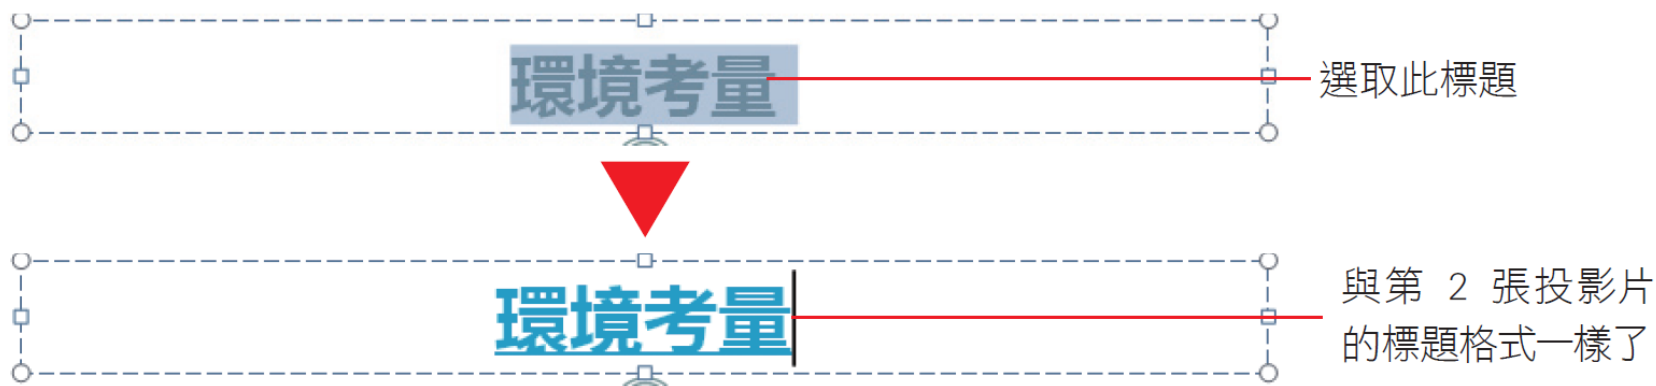 環境考量
選取此標題
環境考量
與第 2 張投影片
的標題格式一樣了